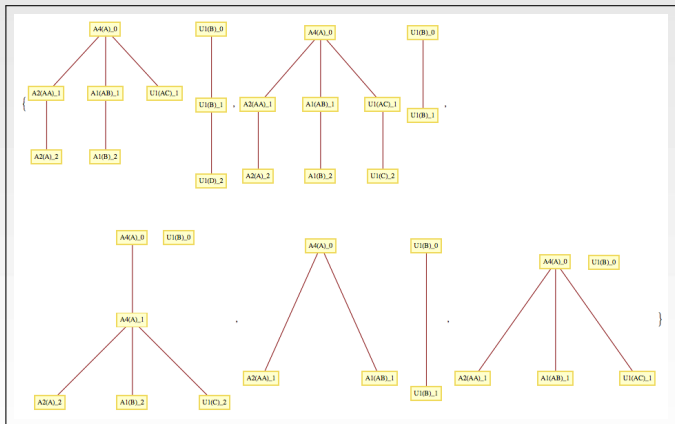 A4(A)_0 U1(B)_0 A4(A)_0 U1(B)_0
{ A2(AA)_1 A1(AB)_1 U1(AC)_1 U1(B)_1 , A2(AA)_1 A1(AB)_1 U1(AC)_1 U1(B)_1 ,
A2(A)_2 A1(B)_2 U1(D)_2 A2(A)_2 A1(B)_2 U1(C)_2
A4(A)_0 U1(B)_0 A4(A)_0 U1(B)_0 A4(A)_0 U1(B)_0
A4(A)_1 , , }
A2(A)_2 A1(B)_2 U1(C)_2 A2(AA)_1 A1(AB)_1 U1(B)_1 A2(AA)_1 A1(AB)_1 U1(AC)_1